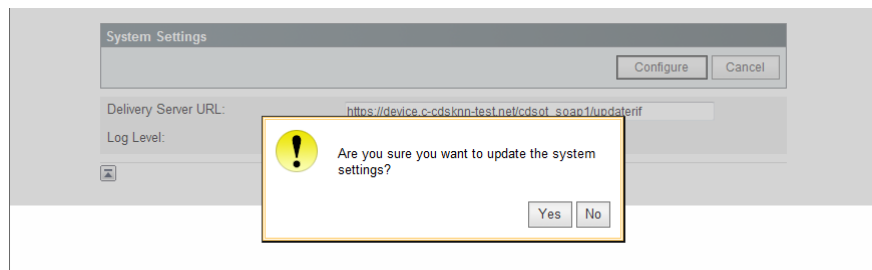 System Settings
Configure Cancel
Delivery Server URL: https://device.c-cdsknn-test.net/cdsot_soap1/updaterif
Log Level:
Are you sure you want to update the system
settings?
Yes No